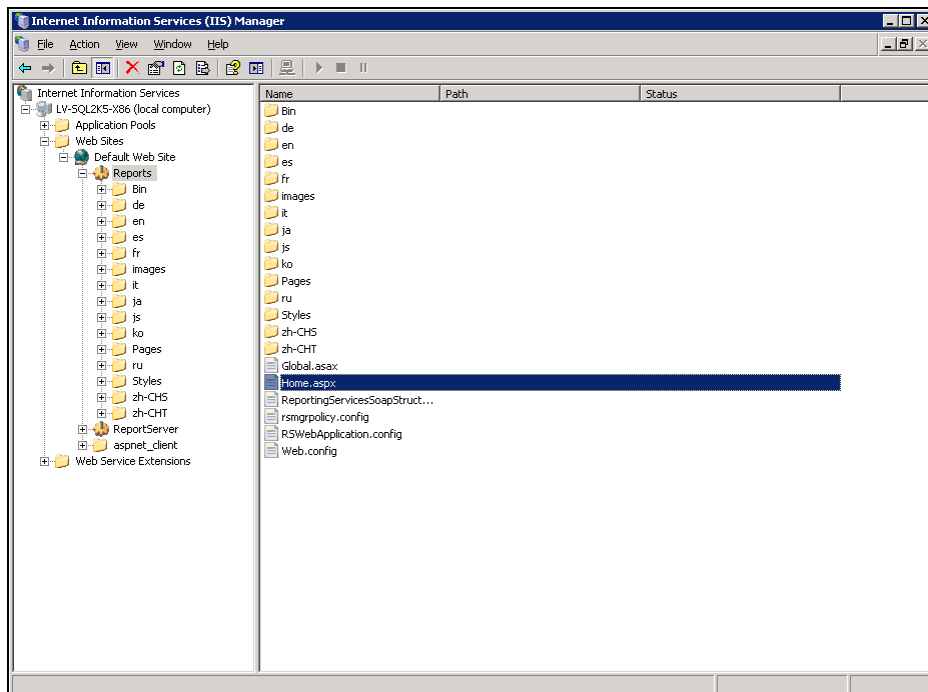 Internet Information Services (IIS) Manager
File Action View Window Help
Internet Information Services
LV-SQL2K5-X86 (local computer)
Application Pools
Web Sites
Default Web Site
Reports
Bin
de
en
es
fr
images
it
ja
js
ko
Pages
ru
Styles
zh-CHS
zh-CHT
ReportServer
aspnet_client
Web Service Extensions
Name Path Status
Bin
de
en
es
fr
images
it
ja
js
ko
Pages
ru
Styles
zh-CHS
zh-CHT
Global.asax
Home.aspx
ReportingServicesSoapStruct...
rsmgrpolicy.config
RSWebApplication.config
Web.config